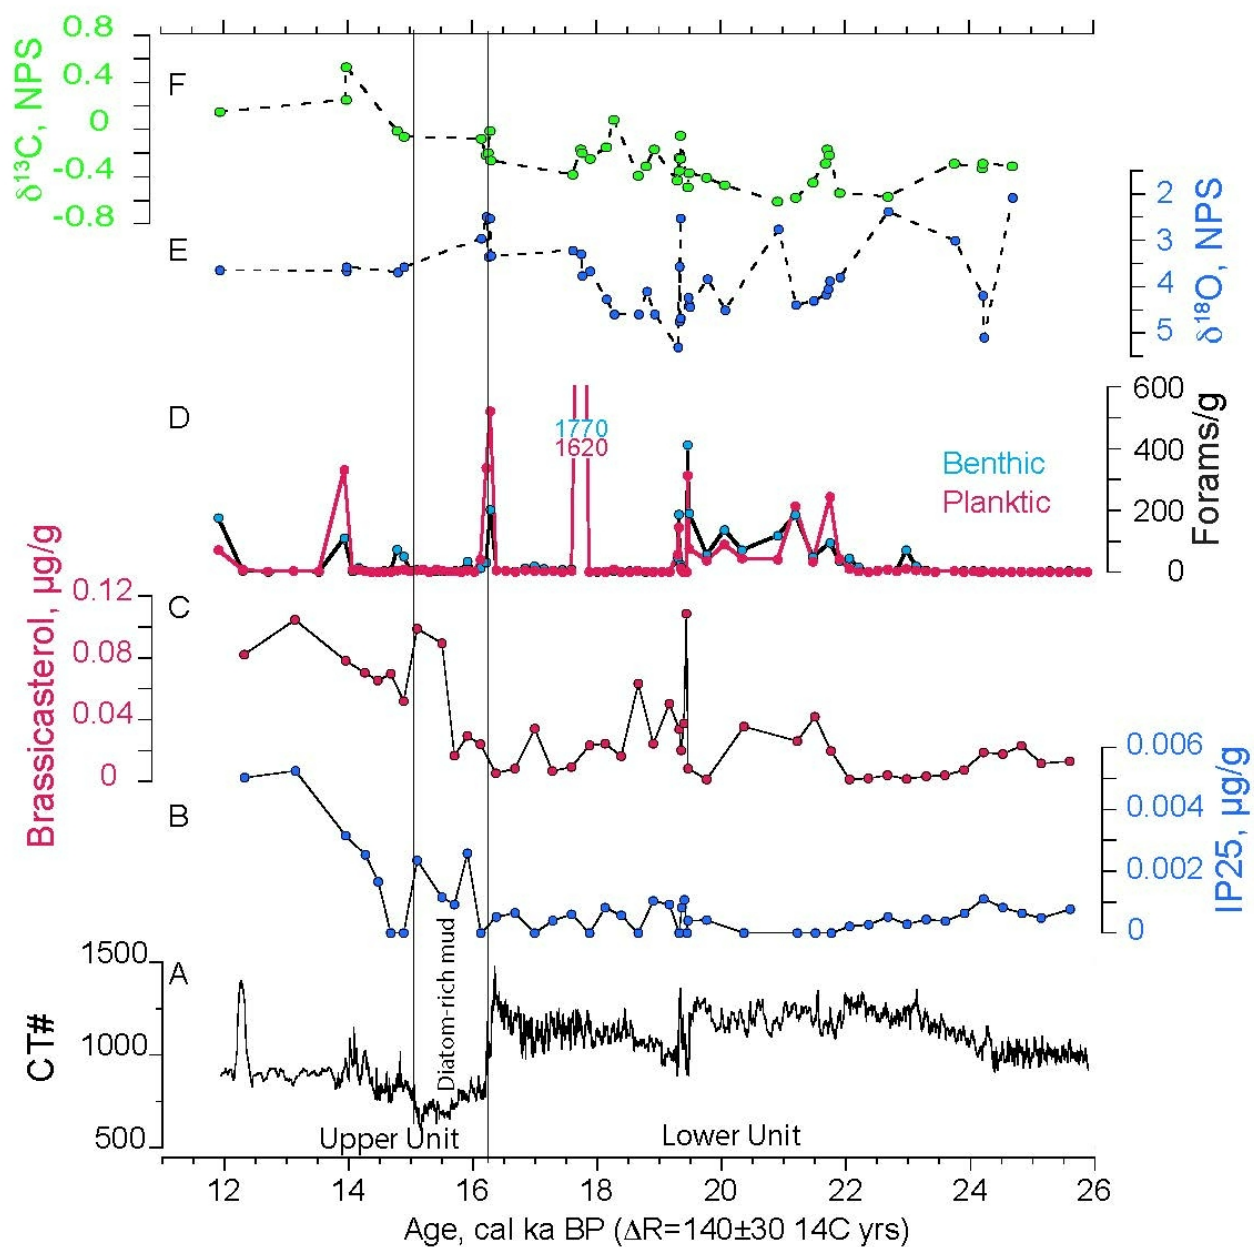 0.8
0.4
0
-0.4
-0.8
δ¹³C, NPS
F
2
3
4
5
δ¹⁸O, NPS
E
D
1770
1620
Benthic
Planktic
600
400
200
0
Forams/g
C
0.12
0.08
0.04
0
Brassicasterol, µg/g
B
0.006
0.004
0.002
0
IP25, µg/g
A
1500
1000
500
CT#
Diatom-rich mud
Upper Unit
Lower Unit
12 14 16 18 20 22 24 26
Age, cal ka BP (ΔR=140±30 14C yrs)